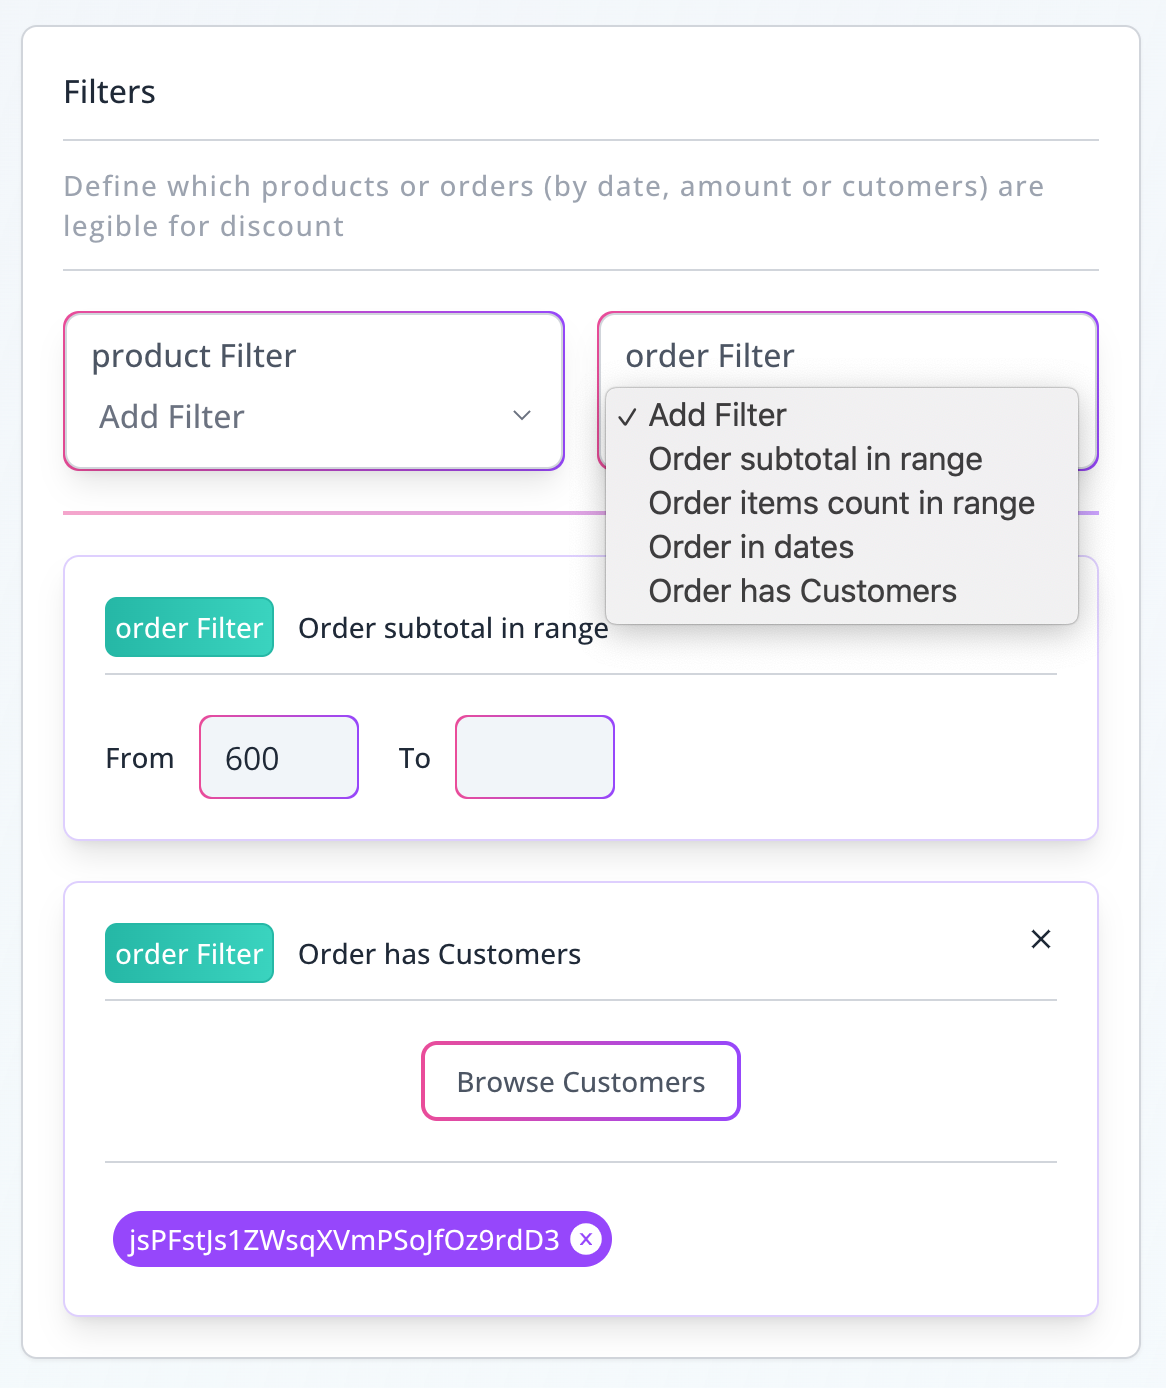 Filters
Define which products or orders (by date, amount or cutomers) are
legible for discount
product Filter
Add Filter
order Filter
Add Filter
Order subtotal in range
Order items count in range
Order in dates
Order has Customers
order Filter Order subtotal in range
From 600 To
order Filter Order has Customers
Browse Customers
jsPFstJs1ZWsqXVmPSoJfOz9rdD3